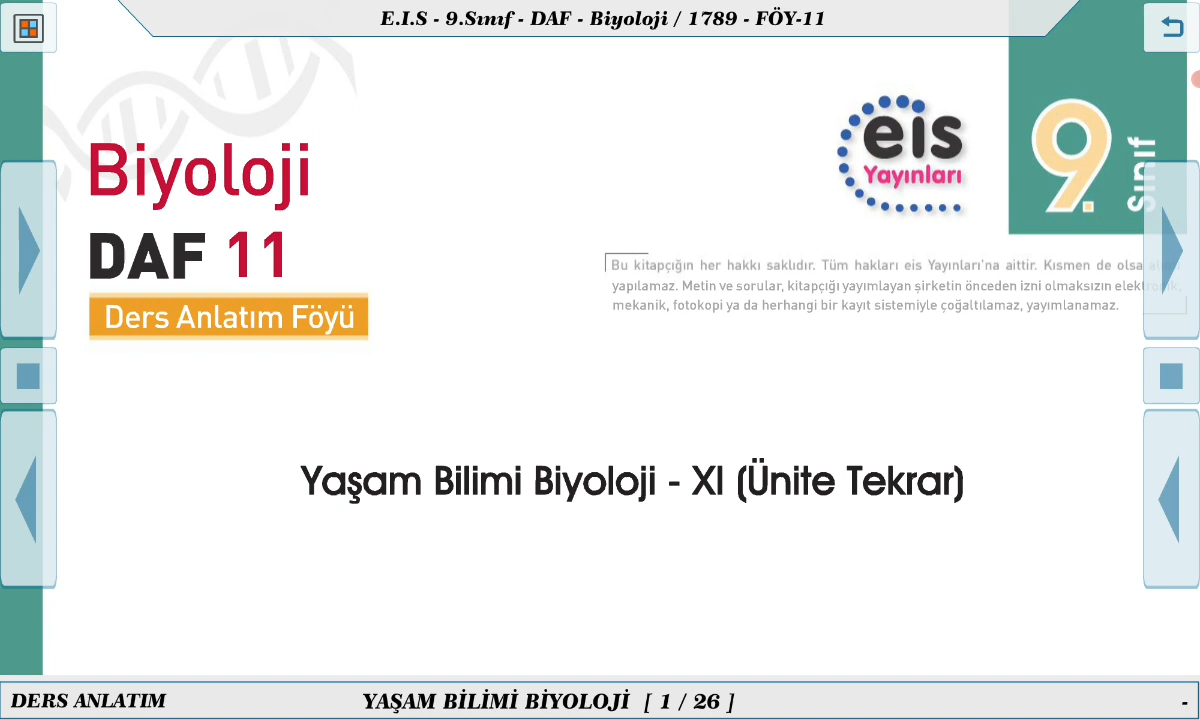 E.I.S - 9.Sınıf - DAF - Biyoloji / 1789 - FÖY-11
eis
Yayınları
9.
sınıf
Biyoloji
DAF 11
Ders Anlatım Föyü
Bu kitapçığın her hakkı saklıdır. Tüm hakları eis Yayınları'na aittir. Kısmen de olsa alıntı
yapılamaz. Metin ve sorular, kitapçığı yayımlayan şirketin önceden izni olmaksızın elektronik,
mekanik, fotokopi ya da herhangi bir kayıt sistemiyle çoğaltılamaz, yayımlanamaz.
Yaşam Bilimi Biyoloji - XI (Ünite Tekrar)
DERS ANLATIM
YAŞAM BİLİMİ BİYOLOJİ [ 1 / 26 ]
-